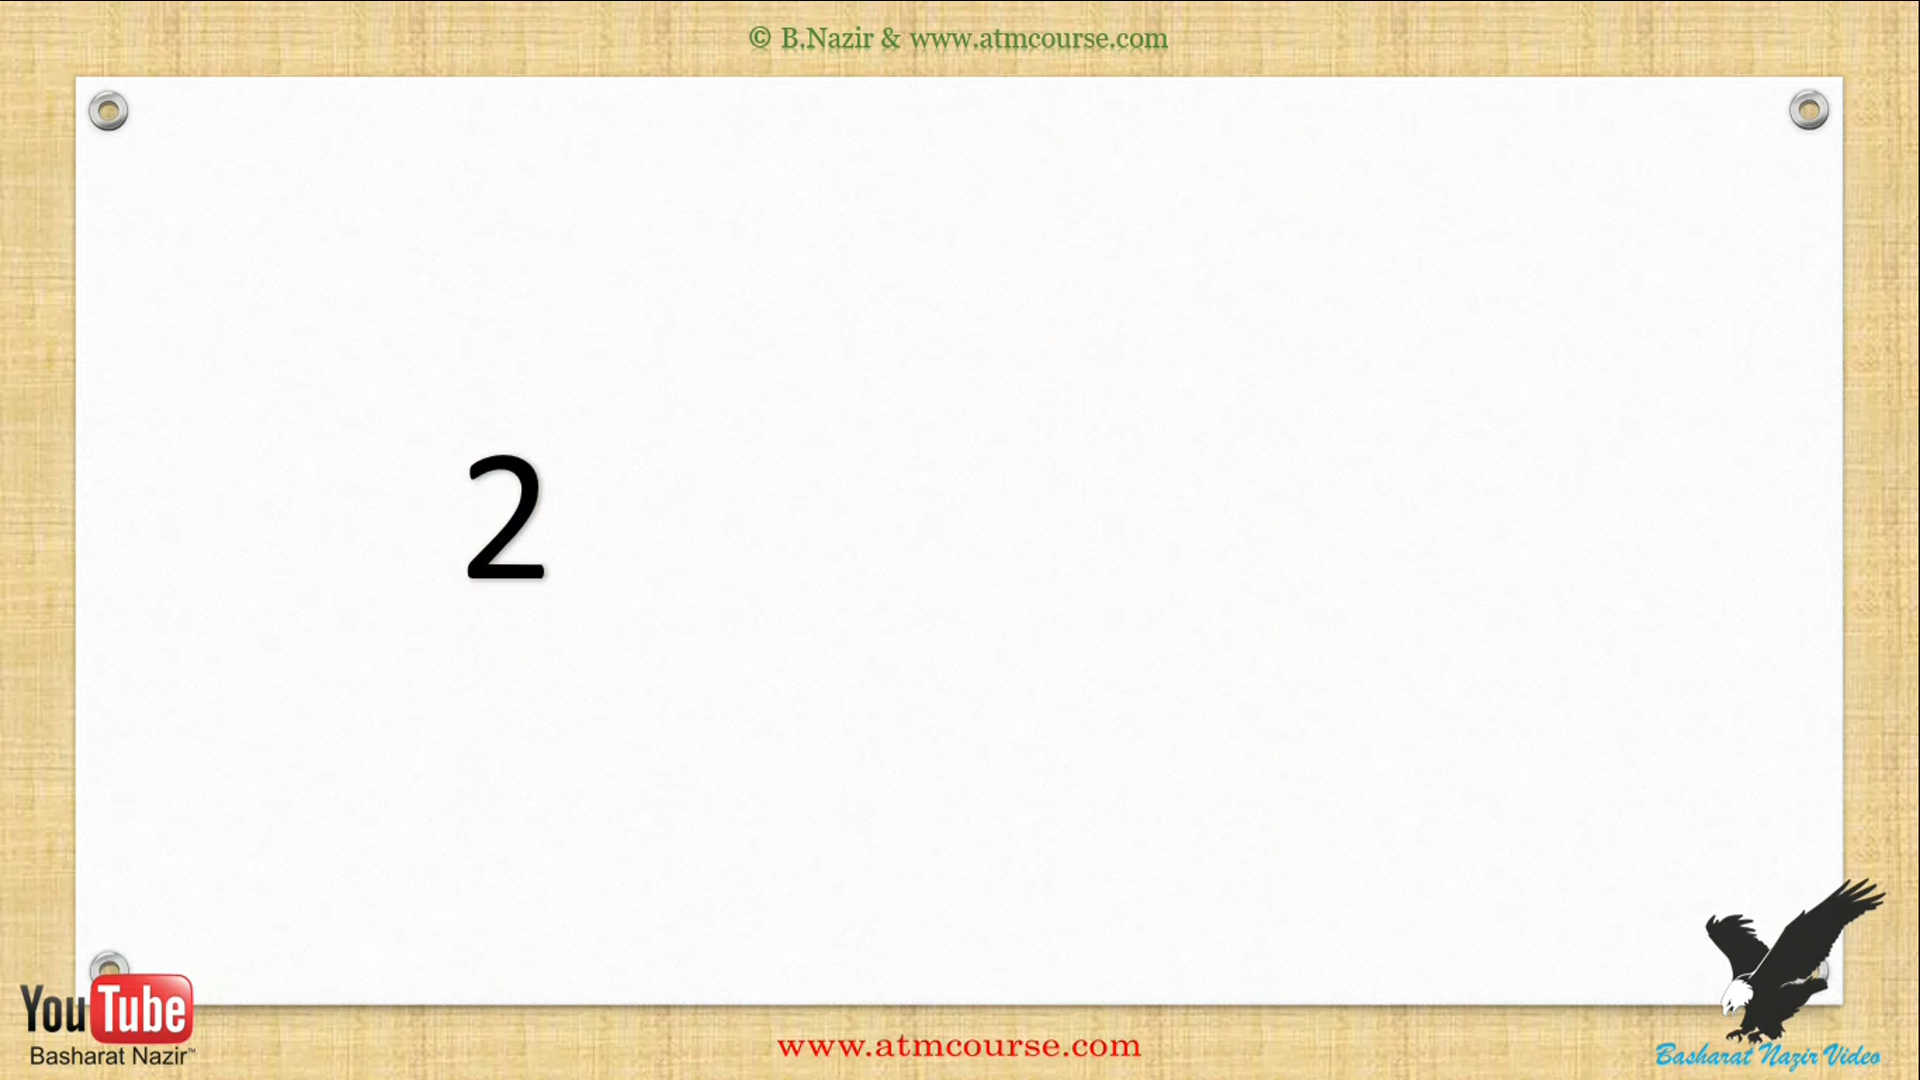 © B.Nazir & www.atmcourse.com
2
YouTube
Basharat Nazir™
www.atmcourse.com
Basharat Nazir Video